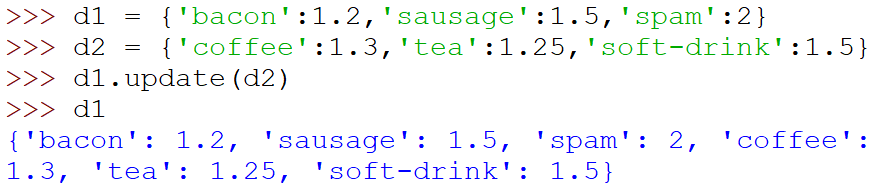 >>> d1 = {'bacon':1.2,'sausage':1.5,'spam':2}
>>> d2 = {'coffee':1.3,'tea':1.25,'soft-drink':1.5}
>>> d1.update(d2)
>>> d1
{'bacon': 1.2, 'sausage': 1.5, 'spam': 2, 'coffee':
1.3, 'tea': 1.25, 'soft-drink': 1.5}